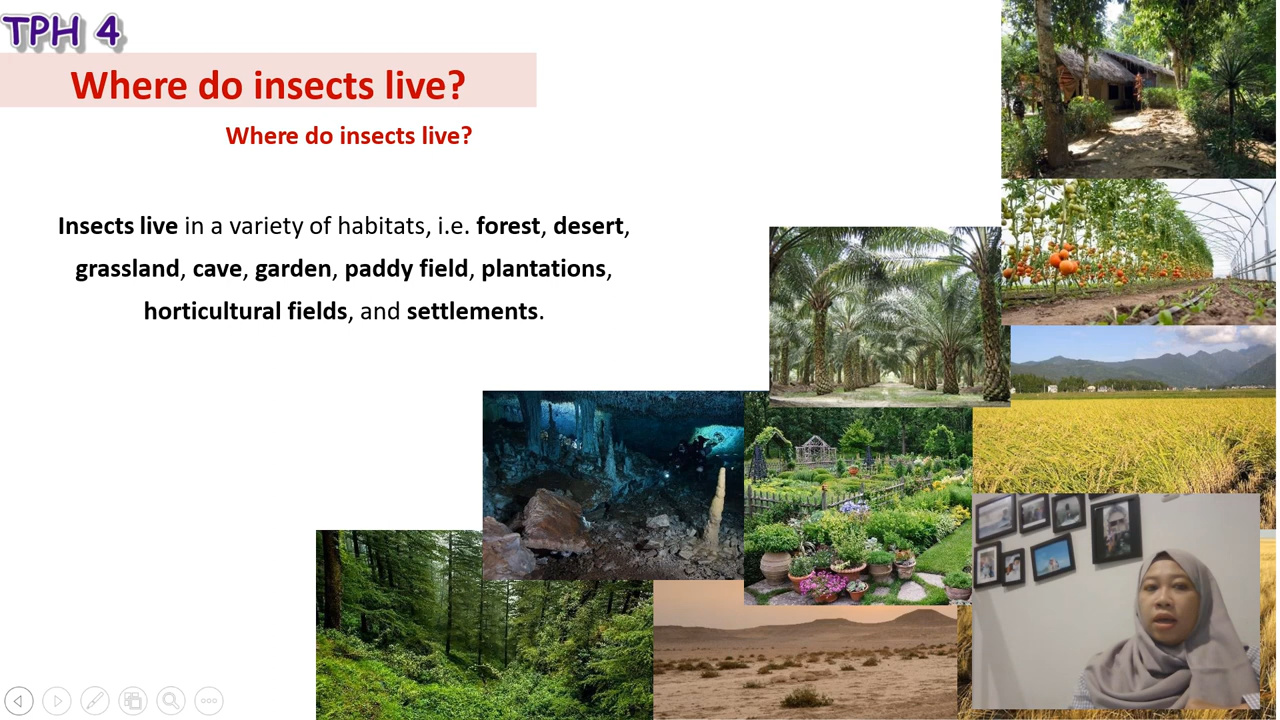 TPH 4
Where do insects live?
Where do insects live?
Insects live in a variety of habitats, i.e. forest, desert,
grassland, cave, garden, paddy field, plantations,
horticultural fields, and settlements.